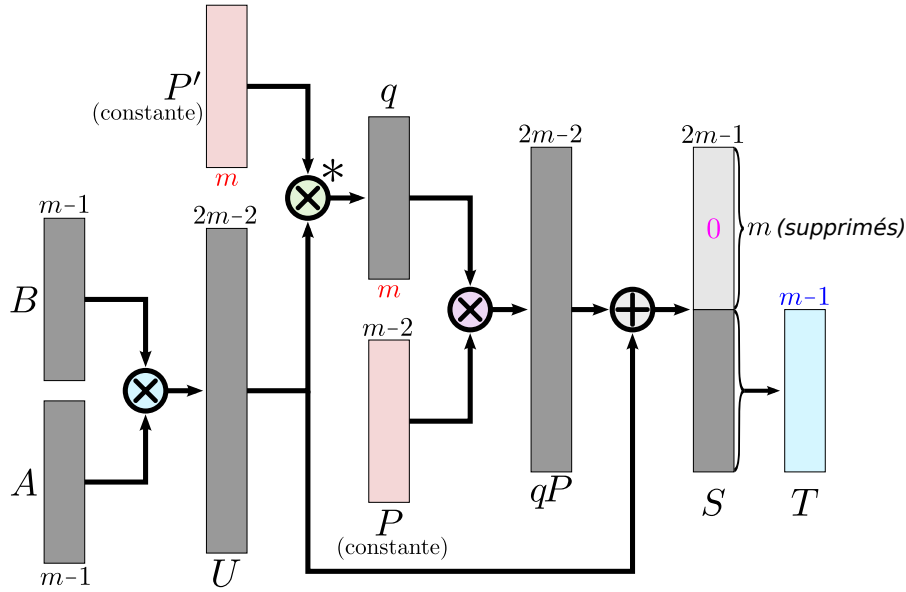 P′
(constante)
m
q
*
m
2m-2
2m-1
0
m (supprimés)
m-1
B
2m-2
m-2
m-1
A
m-1
U
P
(constante)
qP
S
T